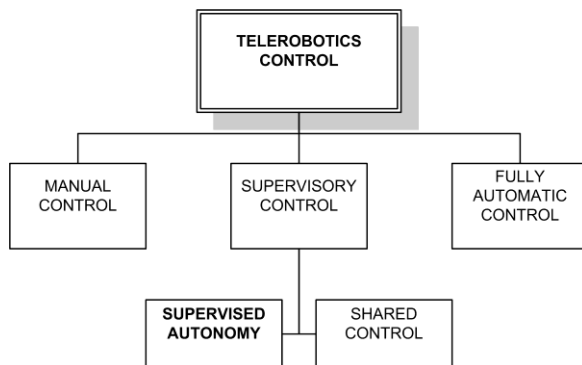 TELEROBOTICS
CONTROL
MANUAL
CONTROL
SUPERVISORY
CONTROL
FULLY
AUTOMATIC
CONTROL
SUPERVISED
AUTONOMY
SHARED
CONTROL